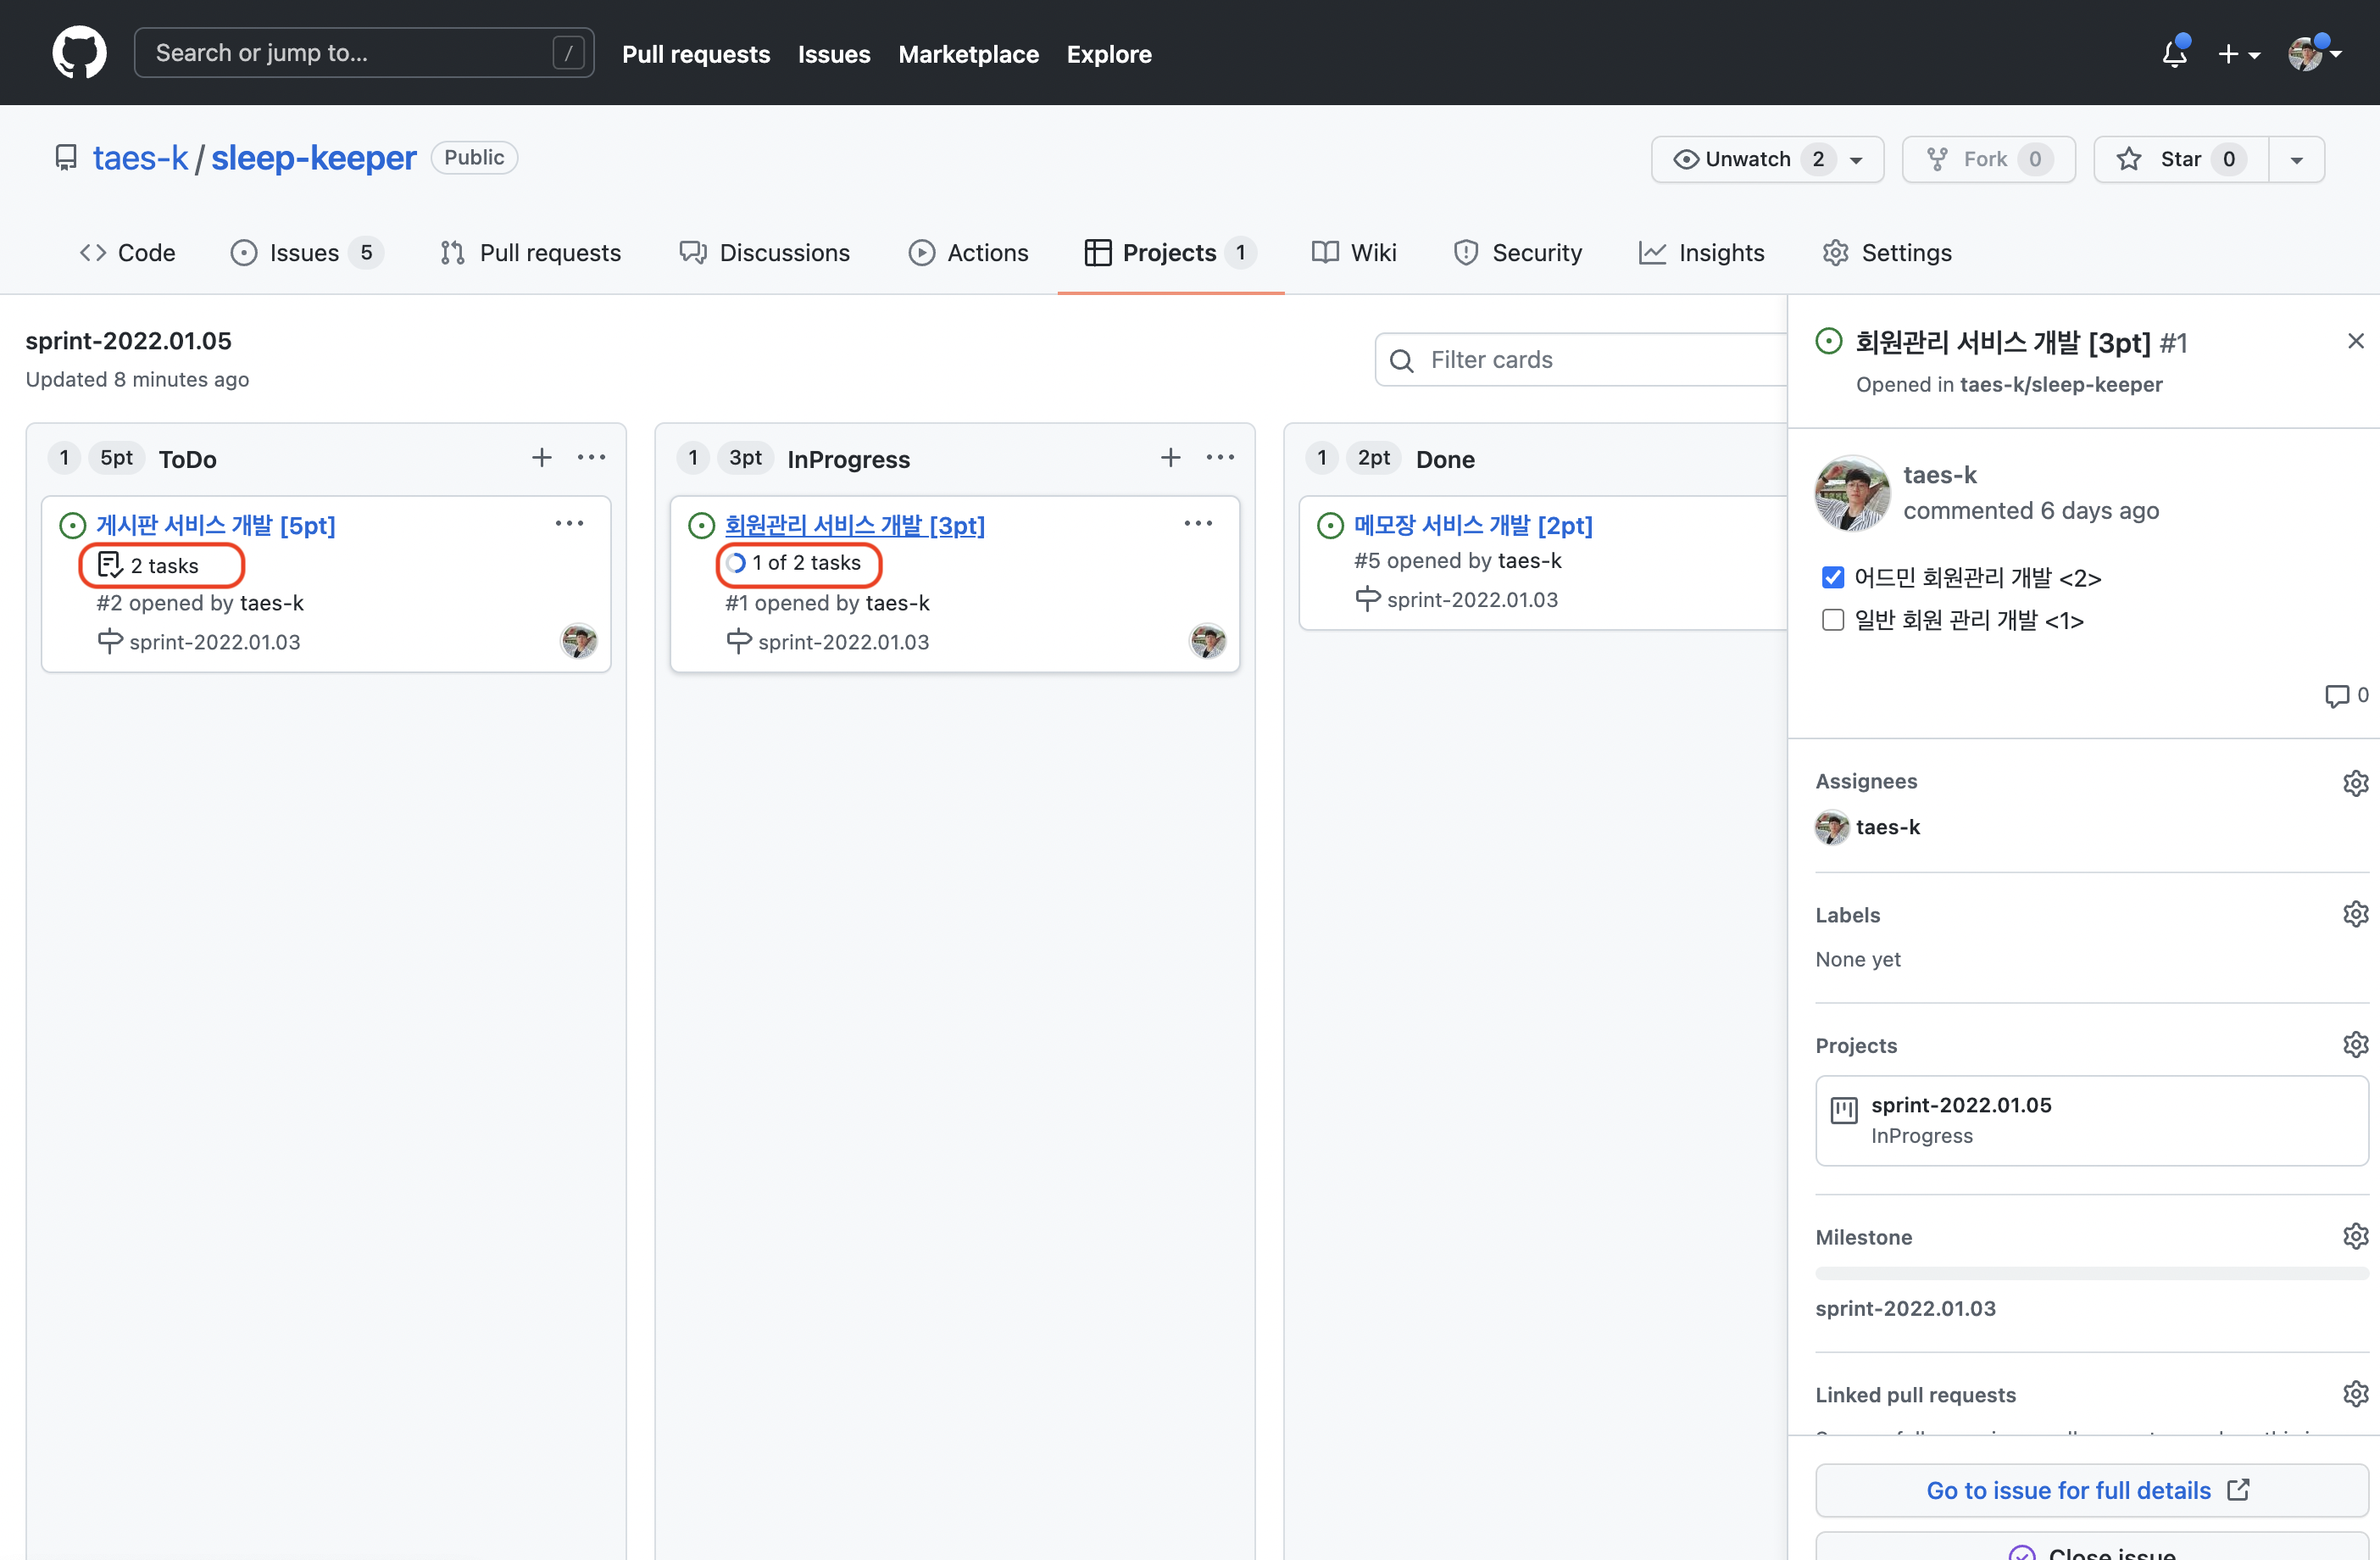 Search or jump to... /
Pull requests Issues Marketplace Explore
taes-k / sleep-keeper Public
Unwatch 2 Fork 0 Star 0
Code Issues 5 Pull requests Discussions Actions Projects 1 Wiki Security Insights Settings
sprint-2022.01.05
Updated 8 minutes ago
Filter cards
1 5pt ToDo
게시판 서비스 개발 [5pt]
2 tasks
#2 opened by taes-k
sprint-2022.01.03
1 3pt InProgress
회원관리 서비스 개발 [3pt]
1 of 2 tasks
#1 opened by taes-k
sprint-2022.01.03
1 2pt Done
메모장 서비스 개발 [2pt]
#5 opened by taes-k
sprint-2022.01.03
회원관리 서비스 개발 [3pt] #1
Opened in taes-k/sleep-keeper
taes-k
commented 6 days ago
어드민 회원관리 개발 <2>
일반 회원 관리 개발 <1>
0
Assignees
taes-k
Labels
None yet
Projects
sprint-2022.01.05
InProgress
Milestone
sprint-2022.01.03
Linked pull requests
Go to issue for full details
Close issue